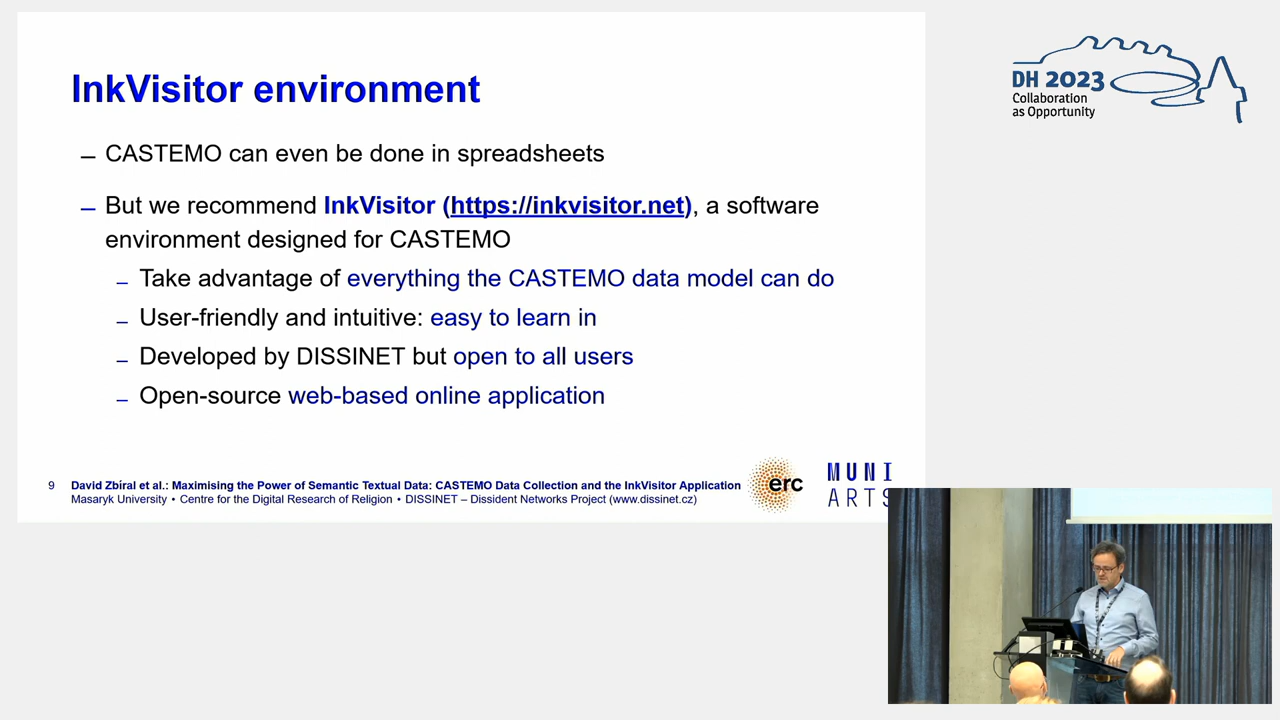 InkVisitor environment
– CASTEMO can even be done in spreadsheets
– But we recommend InkVisitor (https://inkvisitor.net), a software
environment designed for CASTEMO
– Take advantage of everything the CASTEMO data model can do
– User-friendly and intuitive: easy to learn in
– Developed by DISSINET but open to all users
– Open-source web-based online application
9 David Zbíral et al.: Maximising the Power of Semantic Textual Data: CASTEMO Data Collection and the InkVisitor Application
Masaryk University • Centre for the Digital Research of Religion • DISSINET – Dissident Networks Project (www.dissinet.cz)
erc
MUNI
ARTS
DH 2023
Collaboration
as Opportunity